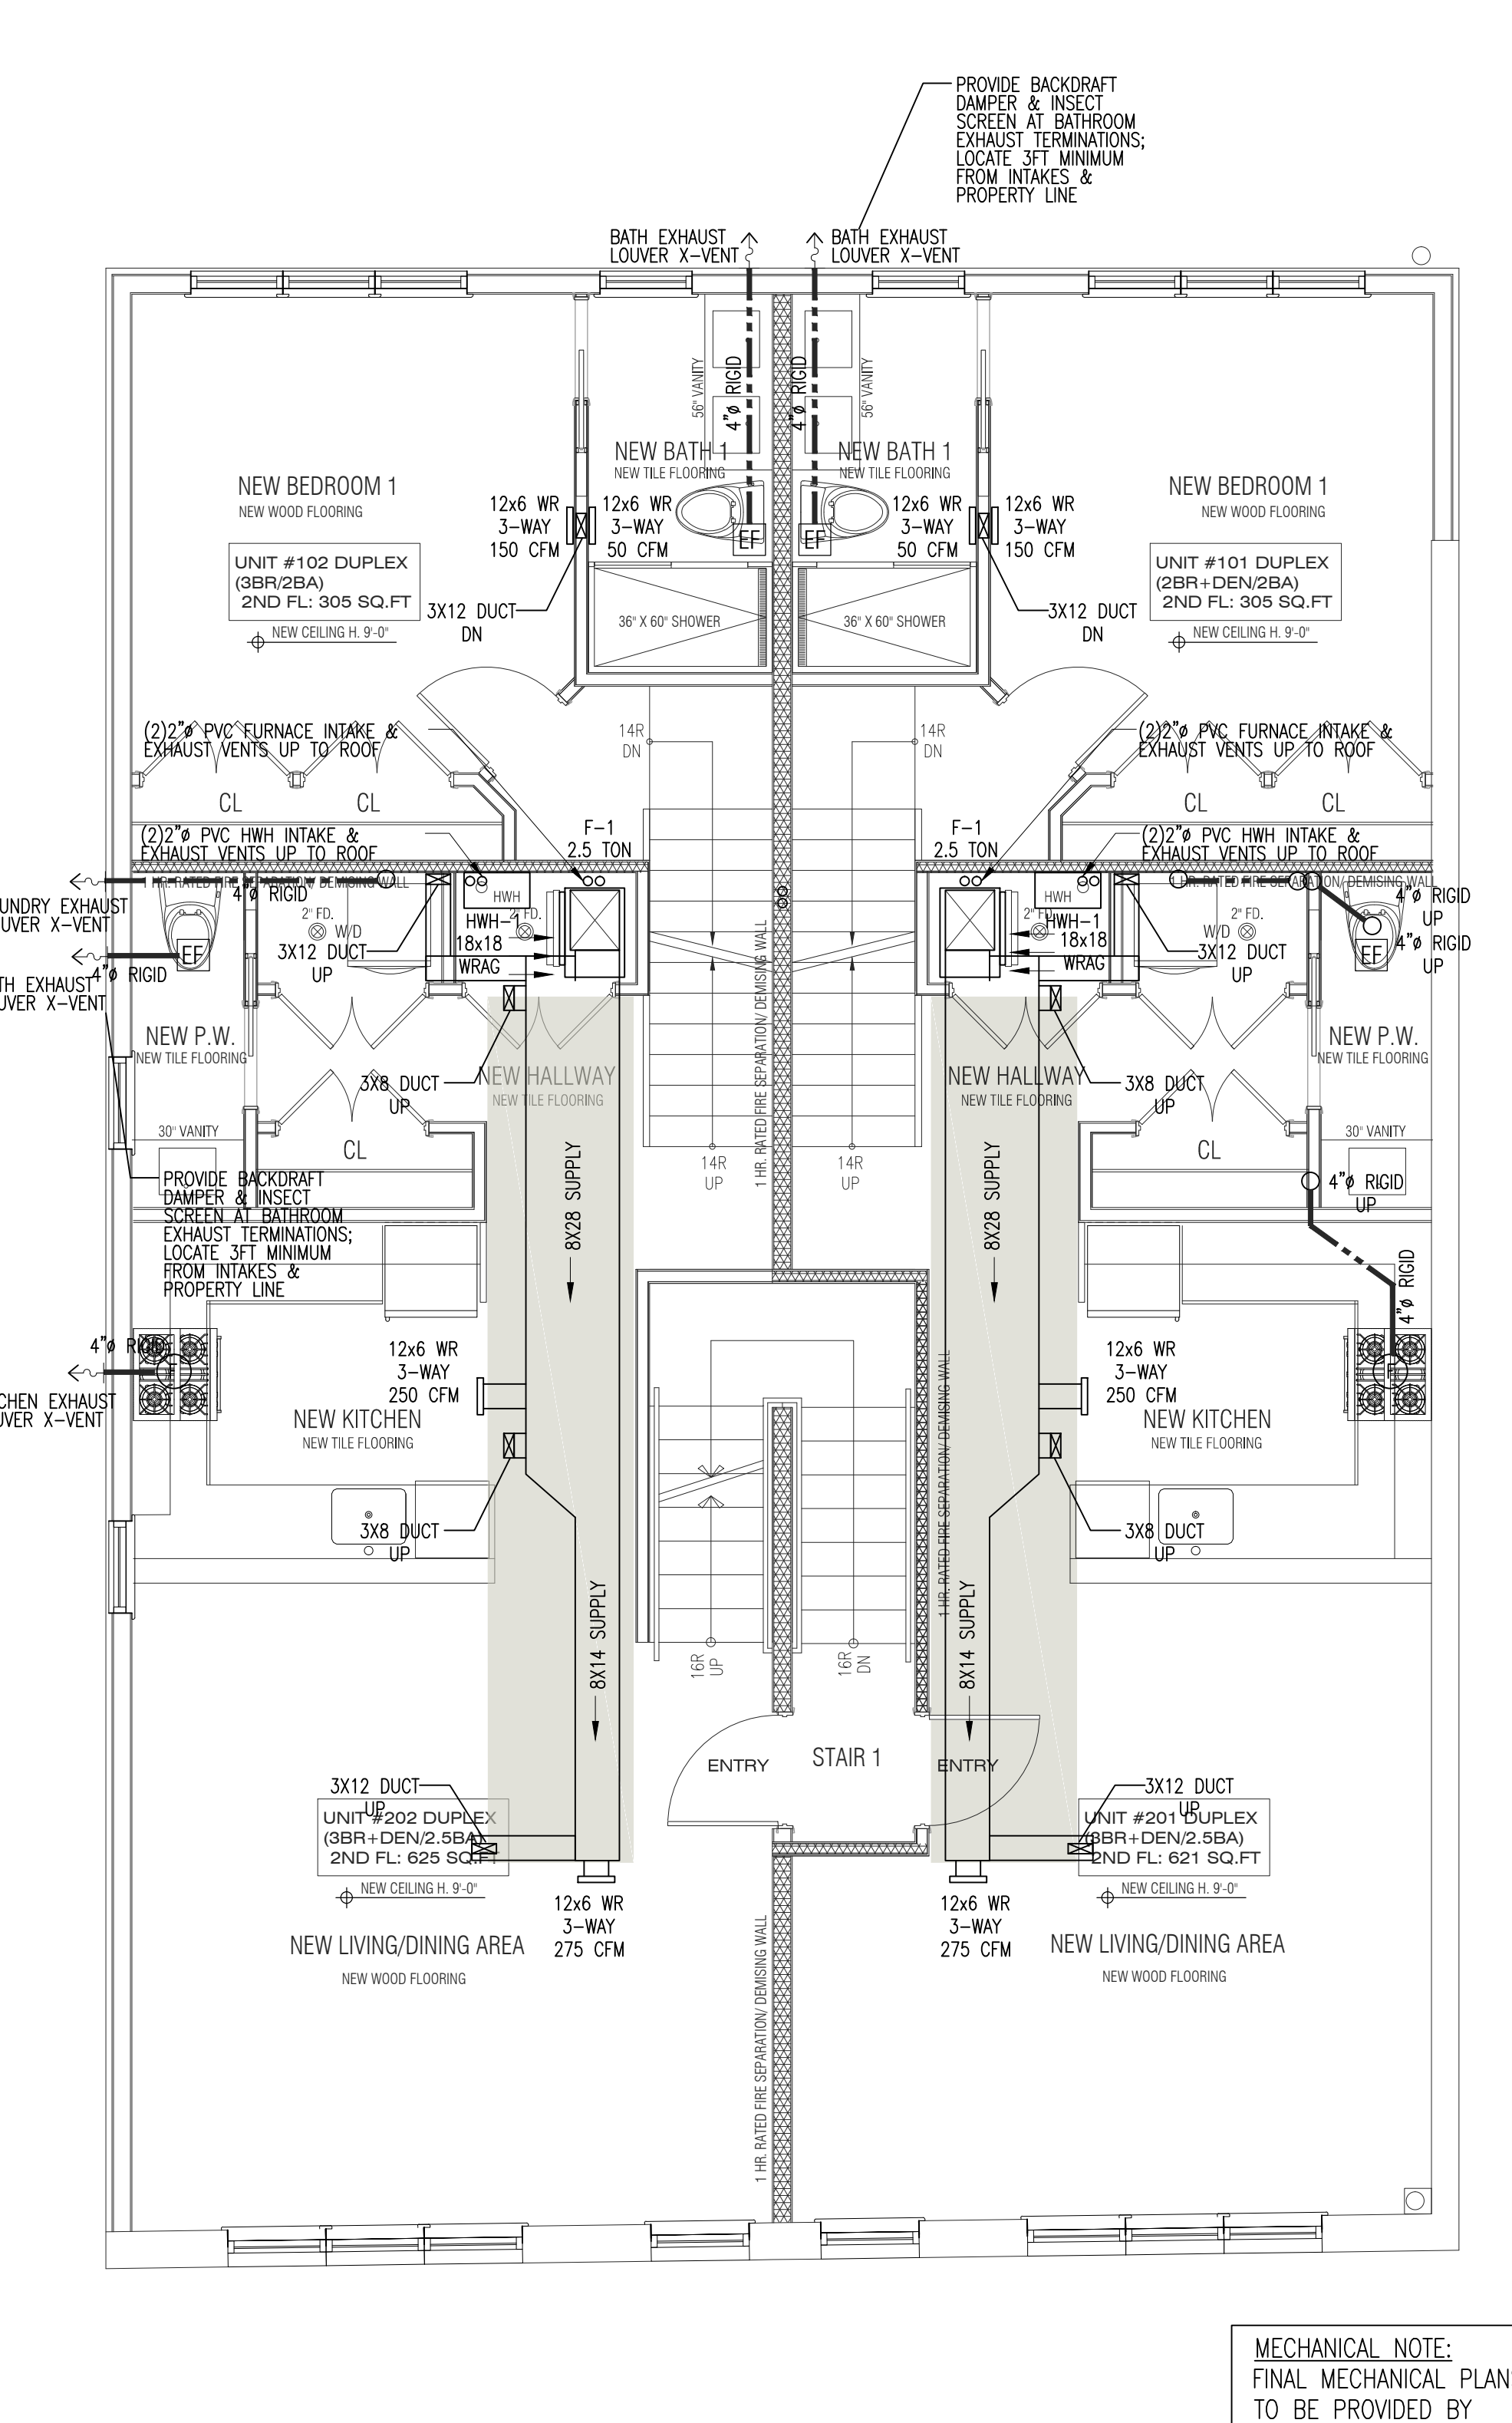 PROVIDE BACKDRAFT
DAMPER & INSECT
SCREEN AT BATHROOM
EXHAUST TERMINATIONS;
LOCATE 3FT MINIMUM
FROM INTAKES &
PROPERTY LINE
BATH EXHAUST
LOUVER X-VENT
BATH EXHAUST
LOUVER X-VENT
56" VANITY
4"ø RIGID
4"ø RIGID
56" VANITY
NEW BATH 1
NEW TILE FLOORING
NEW BATH 1
NEW TILE FLOORING
NEW BEDROOM 1
NEW WOOD FLOORING
NEW BEDROOM 1
NEW WOOD FLOORING
12x6 WR
3-WAY
150 CFM
12x6 WR
3-WAY
50 CFM
EF
EF
12x6 WR
3-WAY
50 CFM
12x6 WR
3-WAY
150 CFM
UNIT #102 DUPLEX
(3BR/2BA)
2ND FL: 305 SQ.FT
NEW CEILING H. 9'-0"
UNIT #101 DUPLEX
(2BR+DEN/2BA)
2ND FL: 305 SQ.FT
NEW CEILING H. 9'-0"
3X12 DUCT
DN
36" X 60" SHOWER
36" X 60" SHOWER
3X12 DUCT
DN
(2)2"ø PVC FURNACE INTAKE &
EXHAUST VENTS UP TO ROOF
14R
DN
14R
DN
(2)2"ø PVC FURNACE INTAKE &
EXHAUST VENTS UP TO ROOF
CL
CL
CL
CL
(2)2"ø PVC HWH INTAKE &
EXHAUST VENTS UP TO ROOF
F-1
2.5 TON
F-1
2.5 TON
(2)2"ø PVC HWH INTAKE &
EXHAUST VENTS UP TO ROOF
1 HR. RATED FIRE SEPARATION/ DEMISING WALL
1 HR. RATED FIRE SEPARATION/ DEMISING WALL
UNDRY EXHAUST
UVER X-VENT
4"ø RIGID
2" FD.
W/D
HWH
2" FD.
HWH-1
18x18
WRAG
3X12 DUCT
UP
EF
4"ø RIGID
TH EXHAUST
UVER X-VENT
HWH
2" FD.
HWH-1
18x18
WRAG
2" FD.
W/D
3X12 DUCT
UP
4"ø RIGID
UP
EF
4"ø RIGID
UP
1 HR. RATED FIRE SEPARATION/ DEMISING WALL
NEW P.W.
NEW TILE FLOORING
NEW P.W.
NEW TILE FLOORING
3X8 DUCT
UP
NEW HALLWAY
NEW TILE FLOORING
NEW HALLWAY
NEW TILE FLOORING
3X8 DUCT
UP
30" VANITY
CL
14R
UP
14R
UP
CL
30" VANITY
PROVIDE BACKDRAFT
DAMPER & INSECT
SCREEN AT BATHROOM
EXHAUST TERMINATIONS;
LOCATE 3FT MINIMUM
FROM INTAKES &
PROPERTY LINE
8X28 SUPPLY
8X28 SUPPLY
4"ø RIGID
UP
4"ø RIGID
4"ø RIGID
CHEN EXHAUST
UVER X-VENT
12x6 WR
3-WAY
250 CFM
12x6 WR
3-WAY
250 CFM
NEW KITCHEN
NEW TILE FLOORING
NEW KITCHEN
NEW TILE FLOORING
1 HR. RATED FIRE SEPARATION/ DEMISING WALL
3X8 DUCT
UP
3X8 DUCT
UP
8X14 SUPPLY
8X14 SUPPLY
16R
UP
16R
DN
ENTRY
STAIR 1
ENTRY
3X12 DUCT
UP
3X12 DUCT
UP
UNIT #202 DUPLEX
(3BR+DEN/2.5BA)
2ND FL: 625 SQ.FT
NEW CEILING H. 9'-0"
UNIT #201 DUPLEX
(3BR+DEN/2.5BA)
2ND FL: 621 SQ.FT
NEW CEILING H. 9'-0"
12x6 WR
3-WAY
275 CFM
12x6 WR
3-WAY
275 CFM
NEW LIVING/DINING AREA
NEW WOOD FLOORING
NEW LIVING/DINING AREA
NEW WOOD FLOORING
1 HR. RATED FIRE SEPARATION/ DEMISING WALL
MECHANICAL NOTE:
FINAL MECHANICAL PLAN
TO BE PROVIDED BY